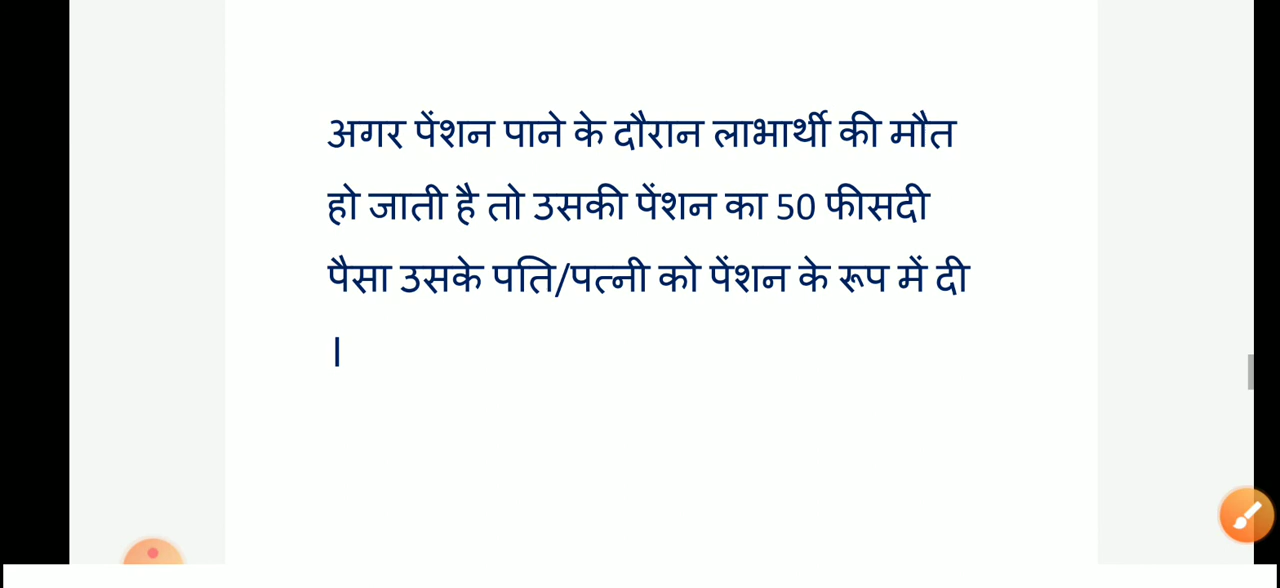 अगर पेंशन पाने के दौरान लाभार्थी की मौत
हो जाती है तो उसकी पेंशन का 50 फीसदी
पैसा उसके पति/पत्नी को पेंशन के रूप में दी
।